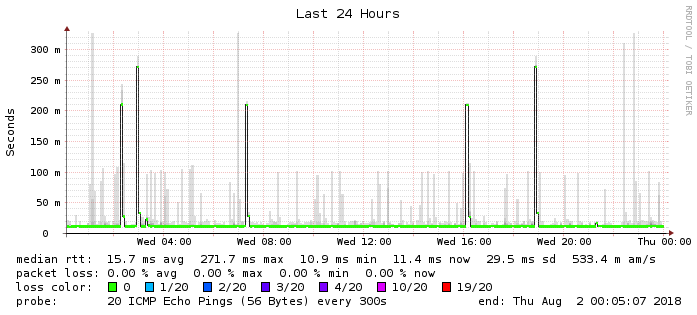 Last 24 Hours
RRDTOOL / TOBI OETIKER
Seconds
300 m
250 m
200 m
150 m
100 m
50 m
0
Wed 04:00 Wed 08:00 Wed 12:00 Wed 16:00 Wed 20:00 Thu 00:00
median rtt: 15.7 ms avg 271.7 ms max 10.9 ms min 11.4 ms now 29.5 ms sd 533.4 m am/s
packet loss: 0.00 % avg 0.00 % max 0.00 % min 0.00 % now
loss color: 0 1/20 2/20 3/20 4/20 10/20 19/20
probe: 20 ICMP Echo Pings (56 Bytes) every 300s end: Thu Aug 2 00:05:07 2018